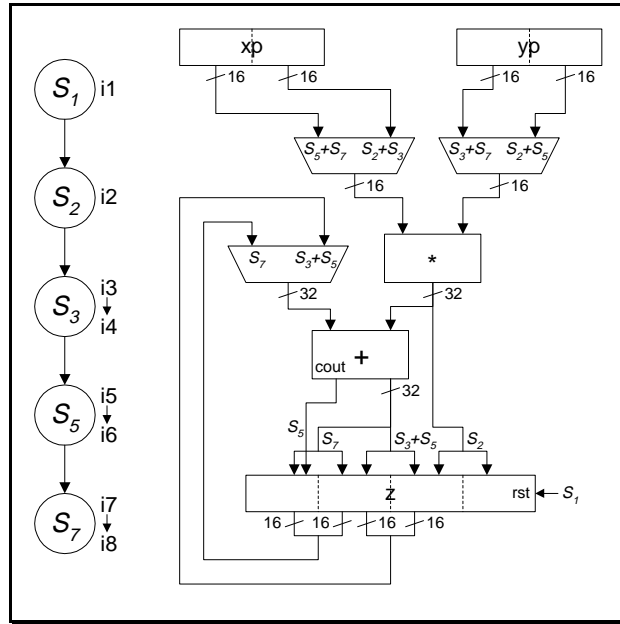 xp
yp
16
16
16
16
S1
i1
S5+S7
S2+S3
S3+S7
S2+S5
16
16
S2
i2
S7
S3+S5
*
S3
i3
i4
32
32
+
cout
32
S5
i5
i6
S5
S7
S3+S5
S2
z
rst
S1
S7
i7
i8
16
16
16
16